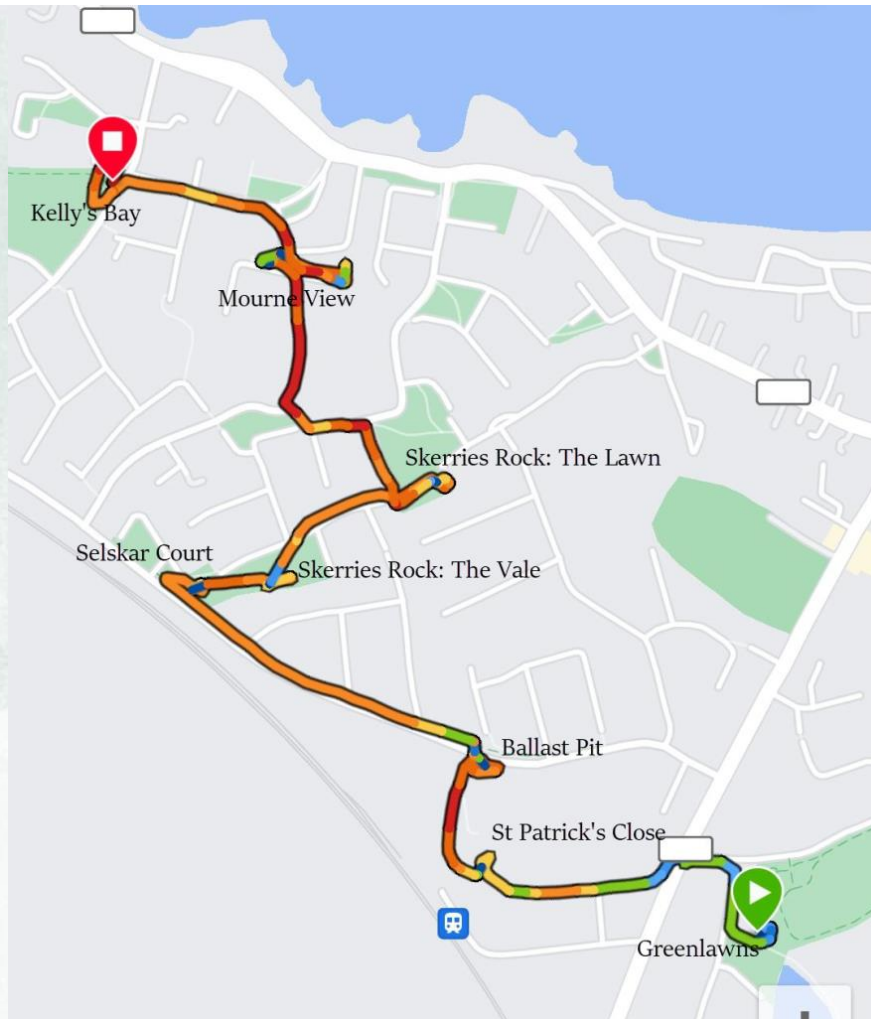 Kelly's Bay
Mourne View
Skerries Rock: The Lawn
Selskar Court
Skerries Rock: The Vale
Ballast Pit
St Patrick's Close
Greenlawns